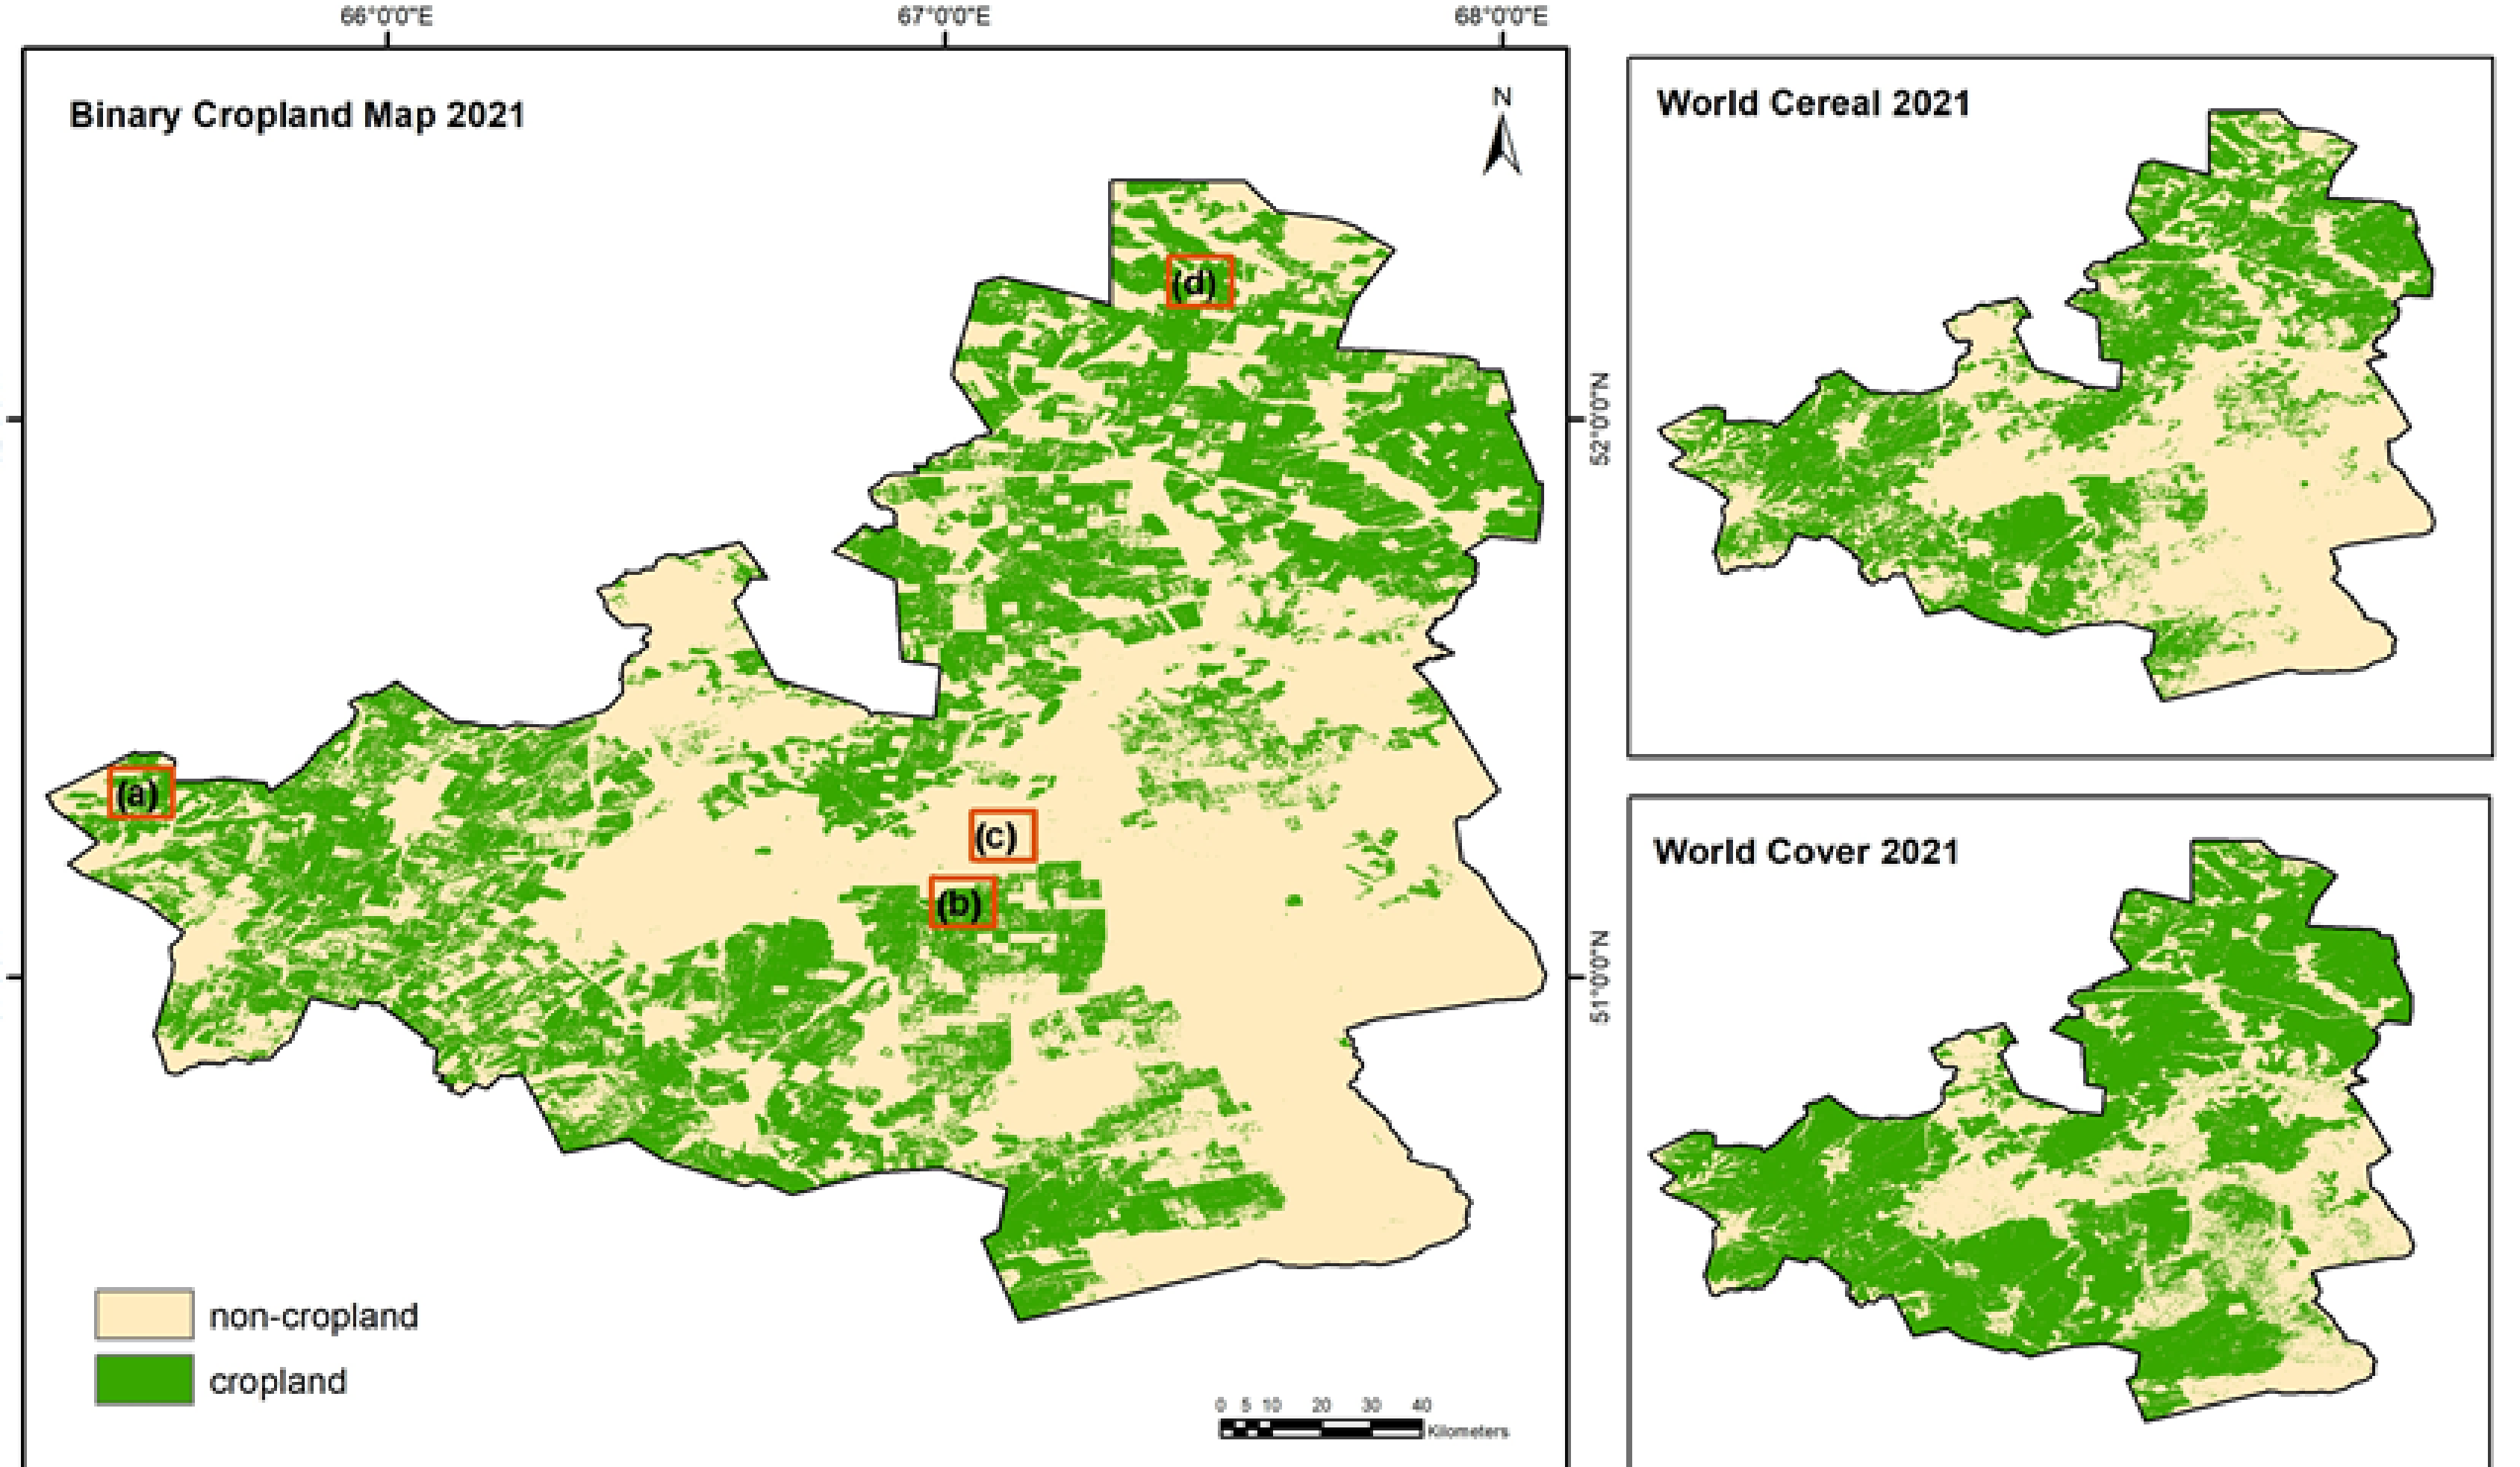 66°0'0"E
67°0'0"E
68°0'0"E
Binary Cropland Map 2021
N
(d)
52°0'0"N
(a)
(c)
(b)
51°0'0"N
non-cropland
cropland
0 5 10 20 30 40
Kilometers
World Cereal 2021
World Cover 2021